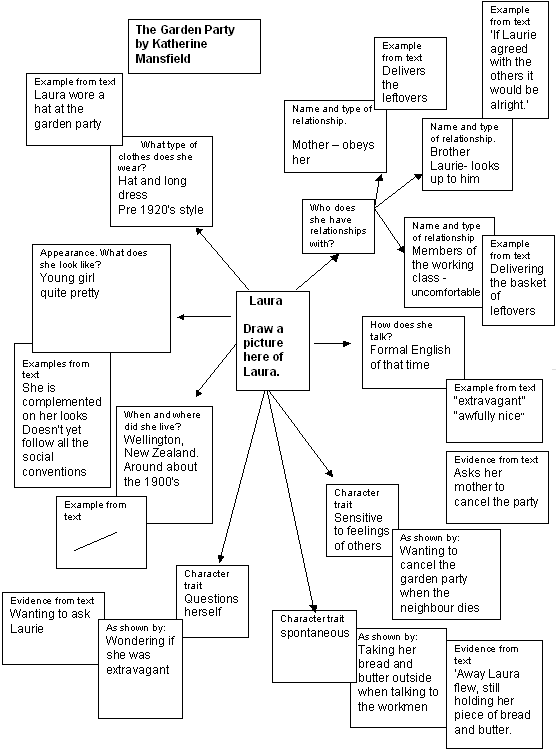 The Garden Party
by Katherine
Mansfield
Example from text
Laura wore a
hat at the
garden party
What type of
clothes does she
wear?
Hat and long
dress
Pre 1920's style
Example
from text
'If Laurie
agreed
with the
others it
would be
alright.'
Example
from text
Delivers
the
leftovers
Name and type of
relationship.
Mother – obeys
her
Name and type of
relationship.
Brother
Laurie- looks
up to him
Who does
she have
relationships
with?
Name and type
of relationship
Members of
the working
class -
uncomfortable
Example
from text
Delivering
the basket
of
leftovers
Appearance. What does
she look like?
Young girl
quite pretty
Examples from
text
She is
complemented
on her looks
Doesn't yet
follow all the
social
conventions
Laura
Draw a
picture
here of
Laura.
How does she
talk?
Formal English
of that time
Example from text
"extravagant"
"awfully nice"
When and where
did she live?
Wellington,
New Zealand.
Around about
the 1900's
Example from
text
Character
trait
Sensitive
to feelings
of others
As shown by:
Wanting to
cancel the
garden party
when the
neighbour dies
Evidence from text
Asks her
mother to
cancel the party
Character
trait
Questions
herself
As shown by:
Wondering if
she was
extravagant
Evidence from text
Wanting to ask
Laurie
Character trait
spontaneous
As shown by:
Taking her
bread and
butter outside
when talking to
the workmen
Evidence from
text
'Away Laura
flew, still
holding her
piece of bread
and butter.